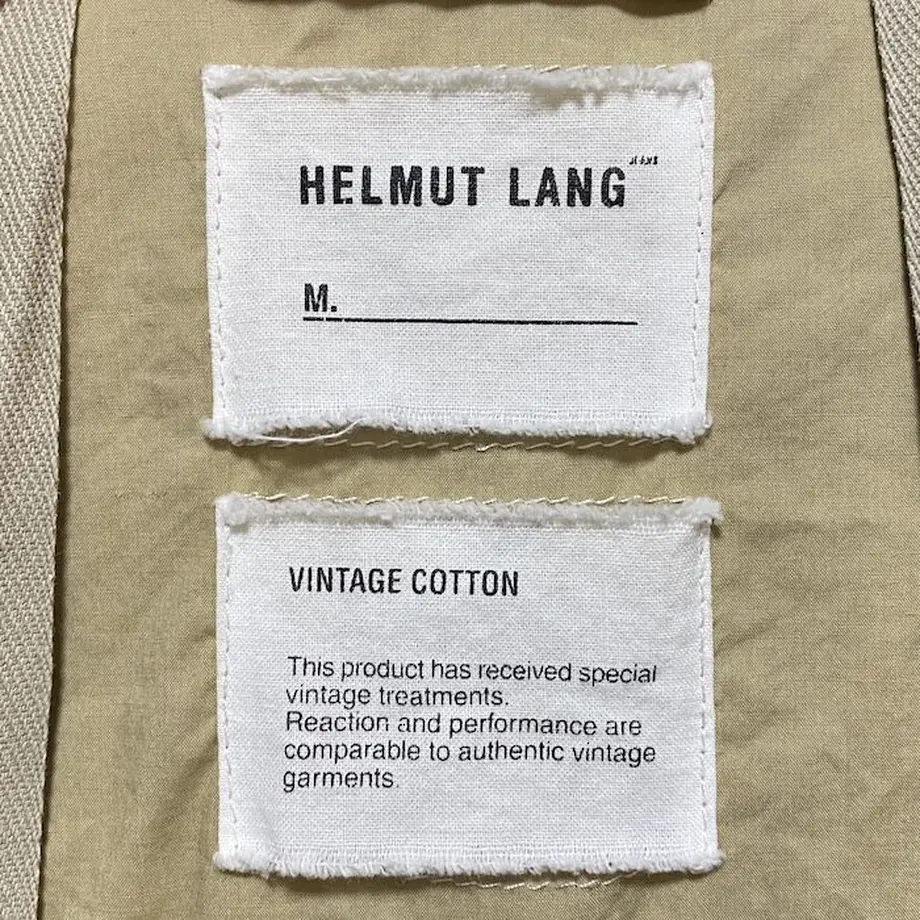 HELMUT LANG JEANS
M.
VINTAGE COTTON
This product has received special
vintage treatments.
Reaction and performance are
comparable to authentic vintage
garments.